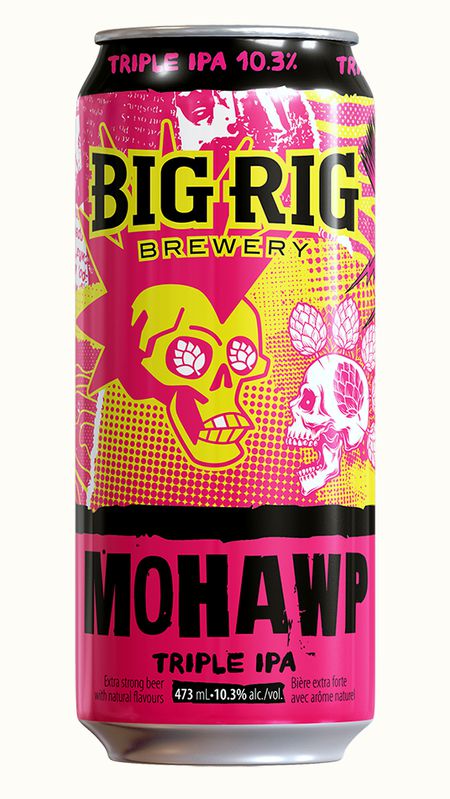 TRIPLE IPA 10.3% TR
BIG RIG
BREWERY
MOHAWP
TRIPLE IPA
Extra strong beer
with natural flavours
473 mL•10.3% alc./vol.
Bière extra forte
avec arôme naturel